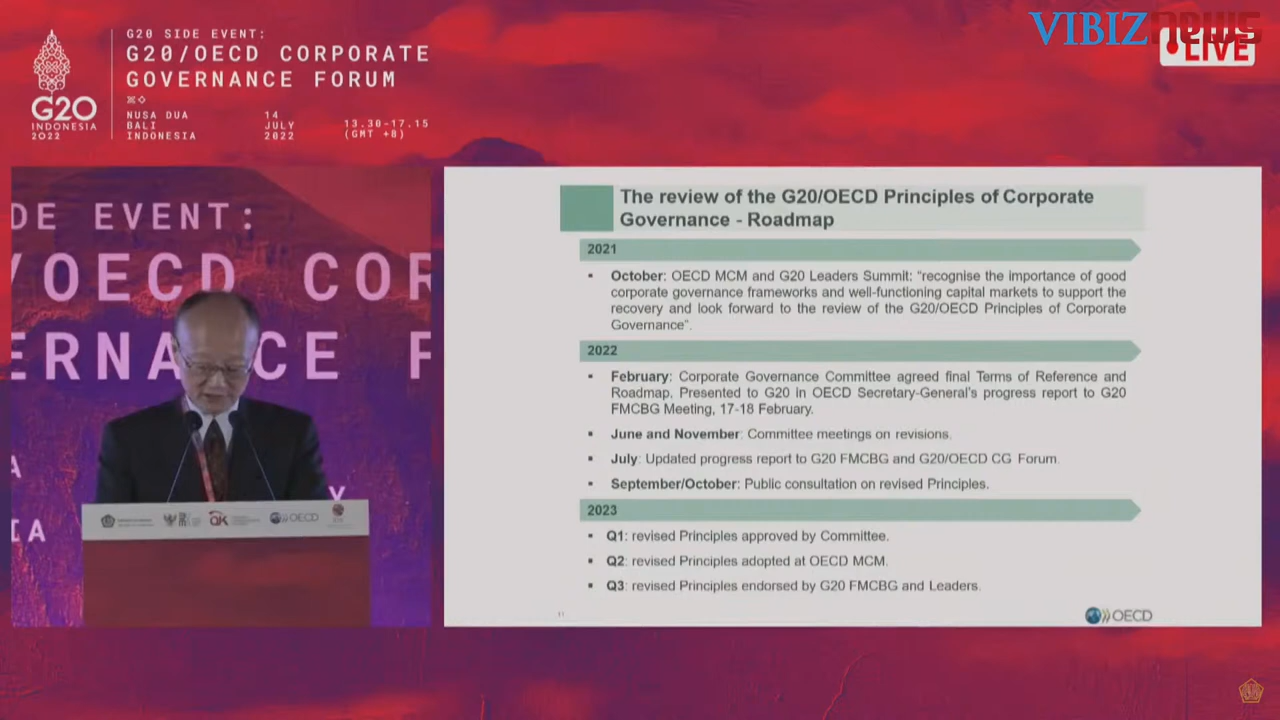 VIBIZnews
LIVE
G20 SIDE EVENT:
G20/OECD CORPORATE
GOVERNANCE FORUM
G20
INDONESIA
2022
NUSA DUA
BALI
INDONESIA
14
JULY
2022
13.30-17.15
(GMT +8)
DE EVENT:
/OECD COR
ERNANCE F
A
IA
Y
OJK
OECD
The review of the G20/OECD Principles of Corporate
Governance - Roadmap
2021
▪ October: OECD MCM and G20 Leaders Summit: “recognise the importance of good
corporate governance frameworks and well-functioning capital markets to support the
recovery and look forward to the review of the G20/OECD Principles of Corporate
Governance“.
2022
▪ February: Corporate Governance Committee agreed final Terms of Reference and
Roadmap. Presented to G20 in OECD Secretary-General’s progress report to G20
FMCBG Meeting, 17-18 February.
▪ June and November: Committee meetings on revisions.
▪ July: Updated progress report to G20 FMCBG and G20/OECD CG Forum.
▪ September/October: Public consultation on revised Principles.
2023
▪ Q1: revised Principles approved by Committee.
▪ Q2: revised Principles adopted at OECD MCM.
▪ Q3: revised Principles endorsed by G20 FMCBG and Leaders.
11
OECD